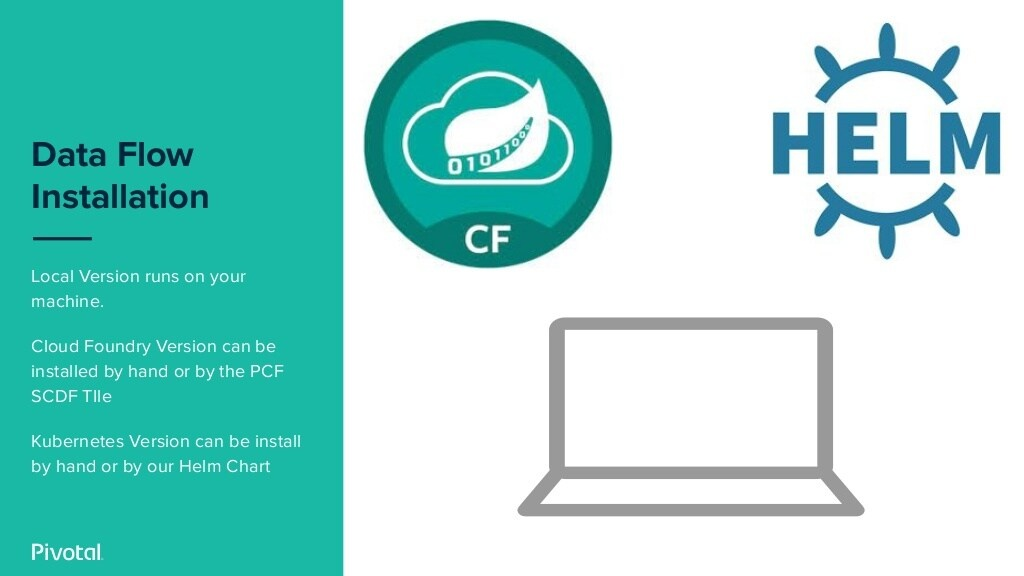 Data Flow
Installation
Local Version runs on your
machine.
Cloud Foundry Version can be
installed by hand or by the PCF
SCDF TIle
Kubernetes Version can be install
by hand or by our Helm Chart
Pivotal
01011000
CF
HELM